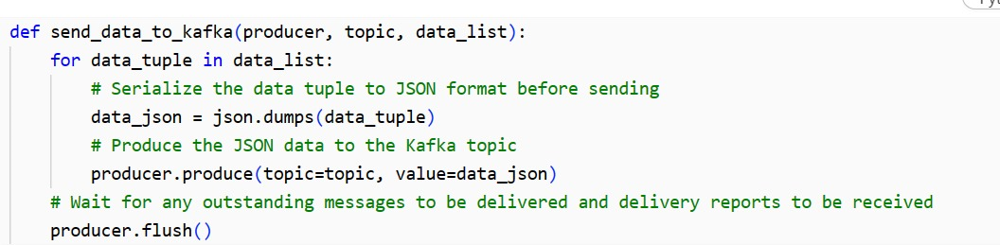 def send_data_to_kafka(producer, topic, data_list):
    for data_tuple in data_list:
        # Serialize the data tuple to JSON format before sending
        data_json = json.dumps(data_tuple)
        # Produce the JSON data to the Kafka topic
        producer.produce(topic=topic, value=data_json)
    # Wait for any outstanding messages to be delivered and delivery reports to be received
    producer.flush()